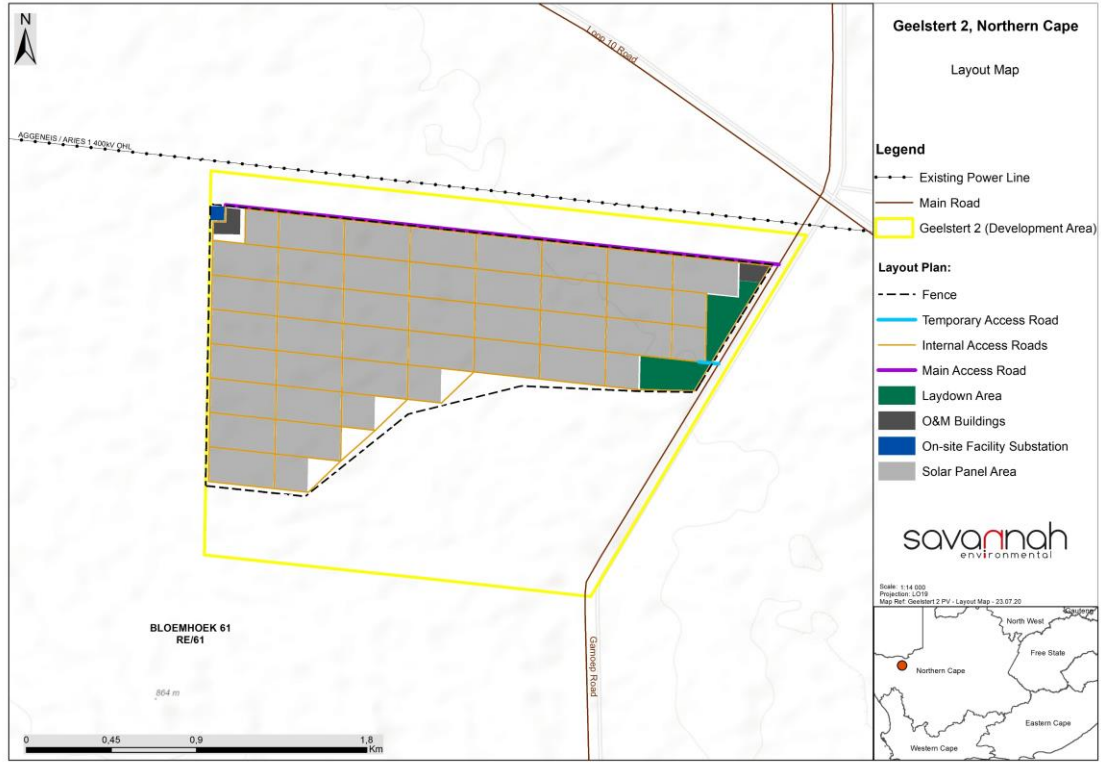 N
Loop 10 Road
AGGENEIS / ARIES 1 400kV OHL
BLOEMHOEK 61
RE/61
864 m
Gamoep Road
0 0,45 0,9 1,8
Km
Geelstert 2, Northern Cape
Layout Map
Legend
Existing Power Line
Main Road
Geelstert 2 (Development Area)
Layout Plan:
Fence
Temporary Access Road
Internal Access Roads
Main Access Road
Laydown Area
O&M Buildings
On-site Facility Substation
Solar Panel Area
savannah
environmental
Scale: 1:14 000
Projection: LO19
Map Ref: Geelstert 2 PV - Layout Map - 23.07.20
Gauteng
North West
Free State
Northern Cape
Eastern Cape
Western Cape